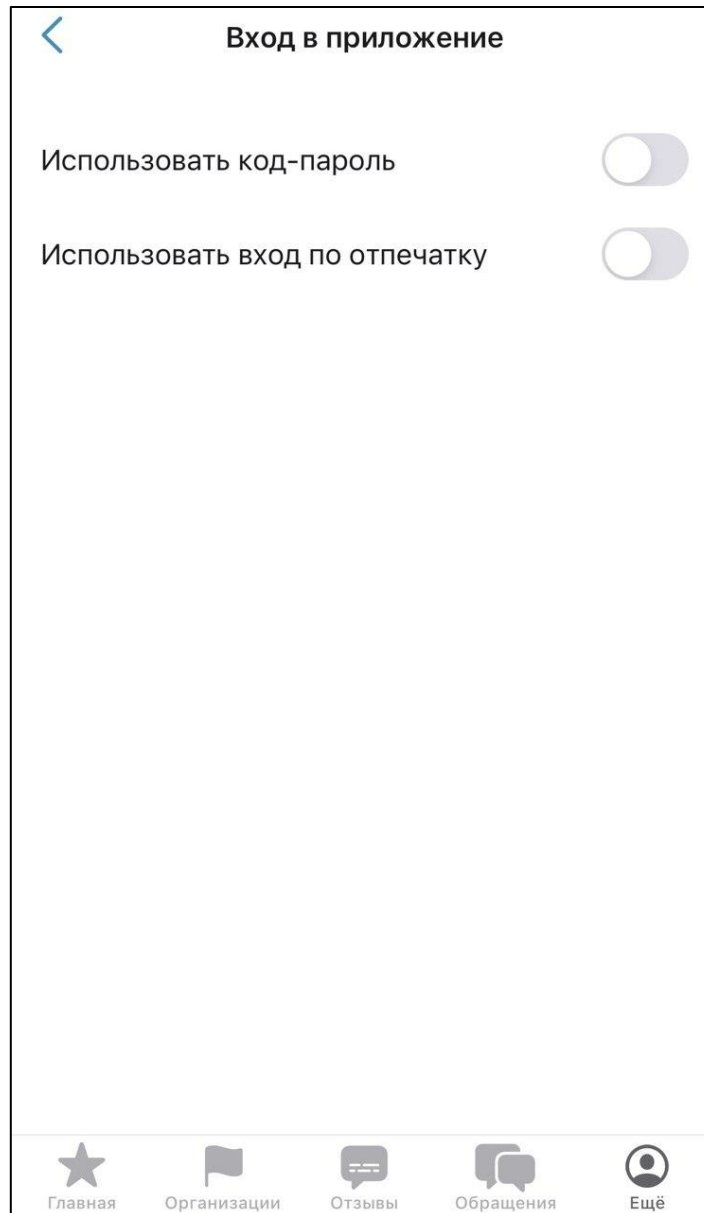 Вход в приложение
Использовать код-пароль
Использовать вход по отпечатку
Главная Организации Отзывы Обращения Ещё